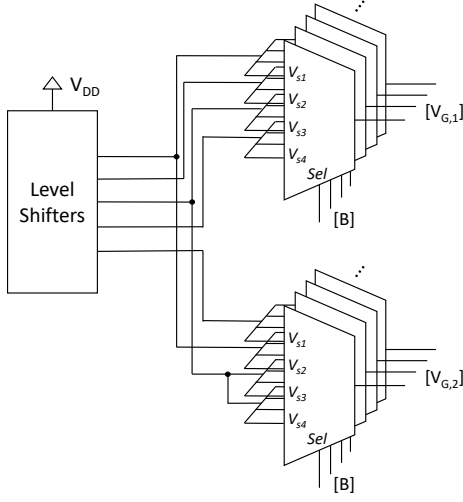 V_DD
Level
Shifters
...
V_s1
V_s2
V_s3
V_s4
Sel
[V_G,1]
[B]
...
V_s1
V_s2
V_s3
V_s4
Sel
[V_G,2]
[B]